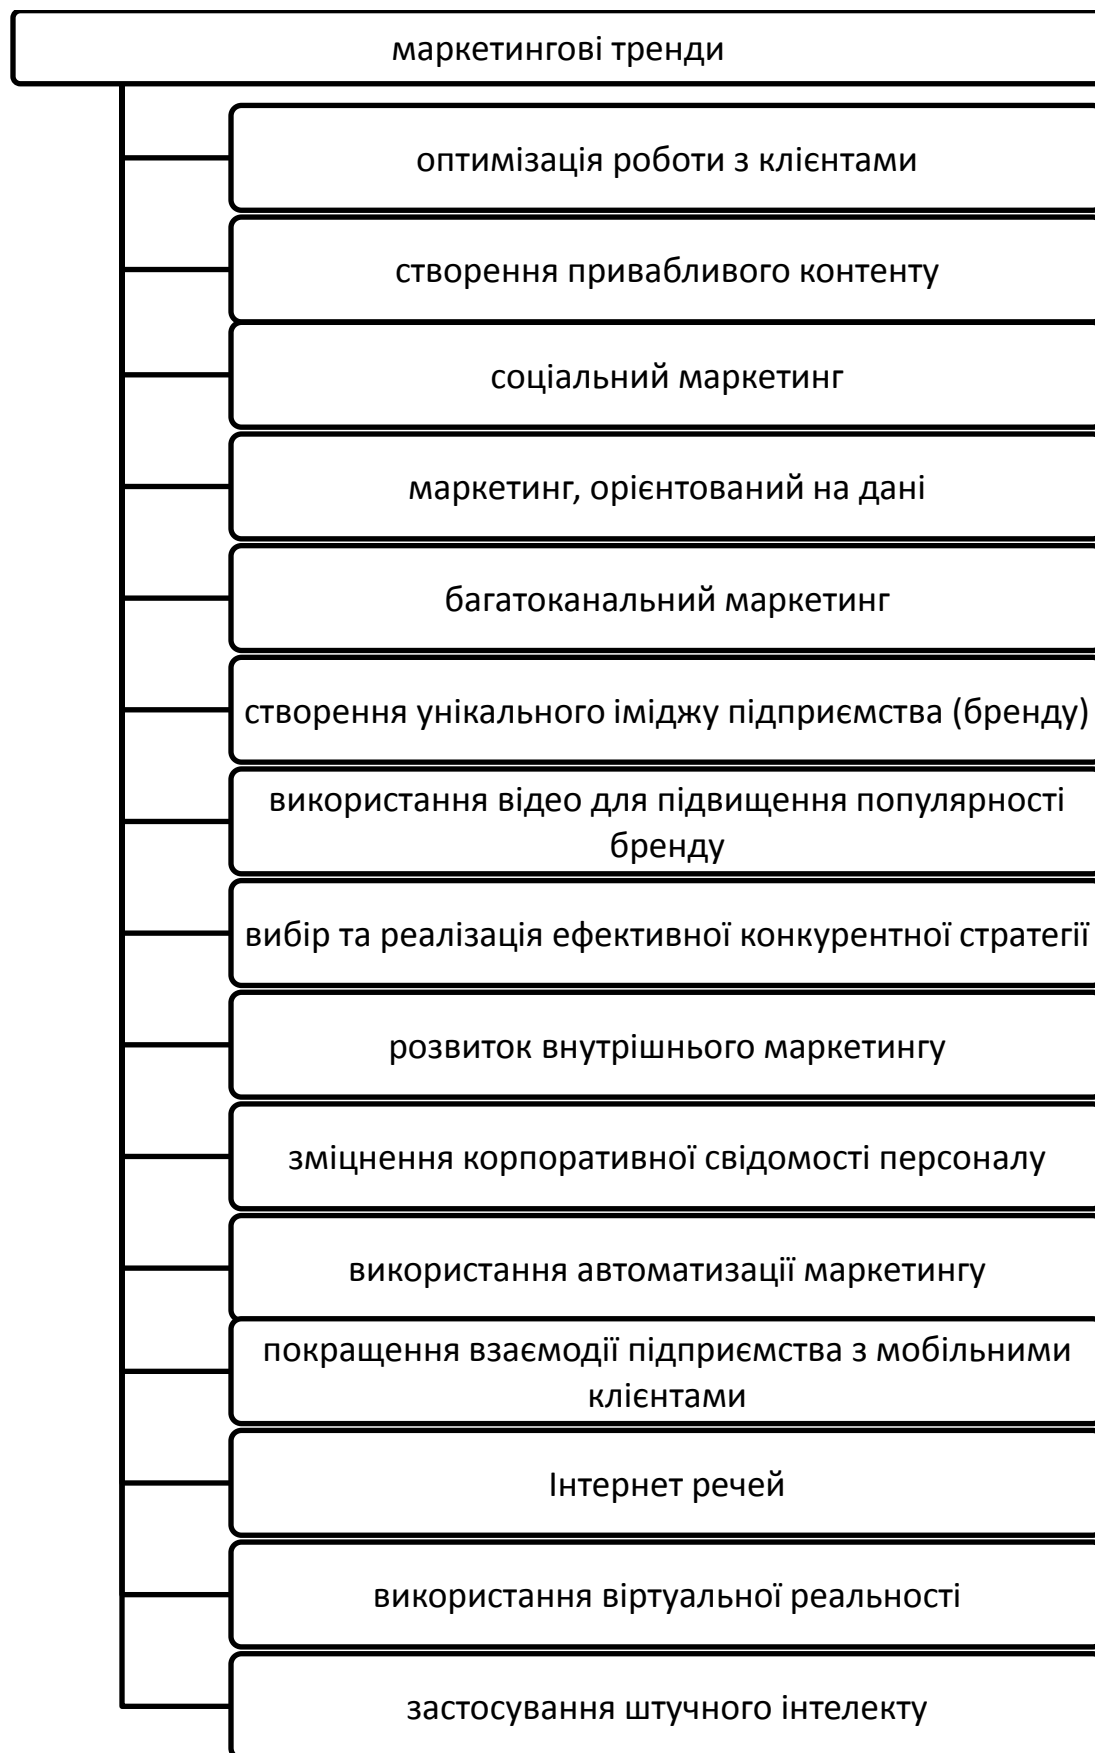 маркетингові тренди
оптимізація роботи з клієнтами
створення привабливого контенту
соціальний маркетинг
маркетинг, орієнтований на дані
багатоканальний маркетинг
створення унікального іміджу підприємства (бренду)
використання відео для підвищення популярності
бренду
вибір та реалізація ефективної конкурентної стратегії
розвиток внутрішнього маркетингу
зміцнення корпоративної свідомості персоналу
використання автоматизації маркетингу
покращення взаємодії підприємства з мобільними
клієнтами
Інтернет речей
використання віртуальної реальності
застосування штучного інтелекту